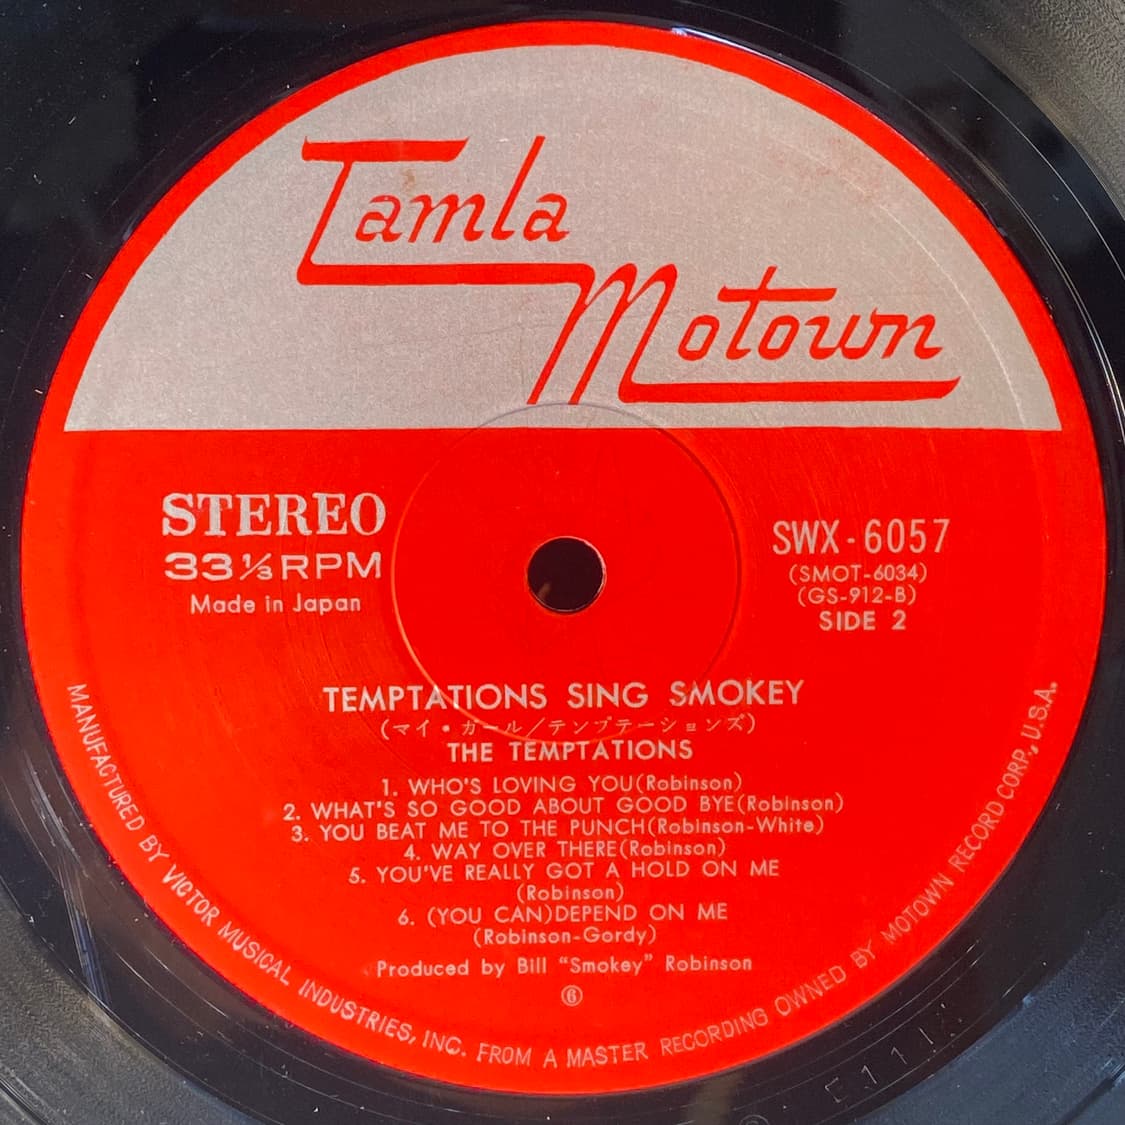 Tamla
Motown
STEREO
33⅓RPM
Made in Japan
SWX-6057
(SMOT-6034)
(GS-912-B)
SIDE 2
TEMPTATIONS SING SMOKEY
(マイ・ガール/テンプテーションズ)
THE TEMPTATIONS
1. WHO'S LOVING YOU(Robinson)
2. WHAT'S SO GOOD ABOUT GOOD BYE(Robinson)
3. YOU BEAT ME TO THE PUNCH(Robinson-White)
4. WAY OVER THERE(Robinson)
5. YOU'VE REALLY GOT A HOLD ON ME
(Robinson)
6. (YOU CAN)DEPEND ON ME
(Robinson-Gordy)
Produced by Bill "Smokey" Robinson
⑥
MANUFACTURED BY VICTOR MUSICAL INDUSTRIES, INC. FROM A MASTER RECORDING OWNED BY MOTOWN RECORD CORP., U.S.A.